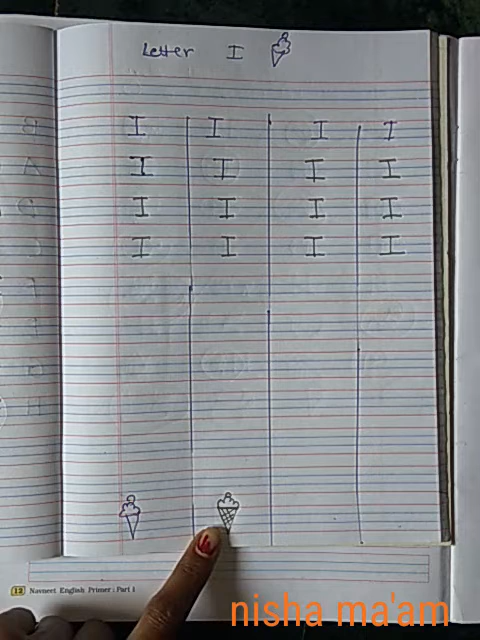 Letter I
I I I I
I I I I
I I I I
I I I I
12 Navneet English Primer : Part 1
nisha ma'am